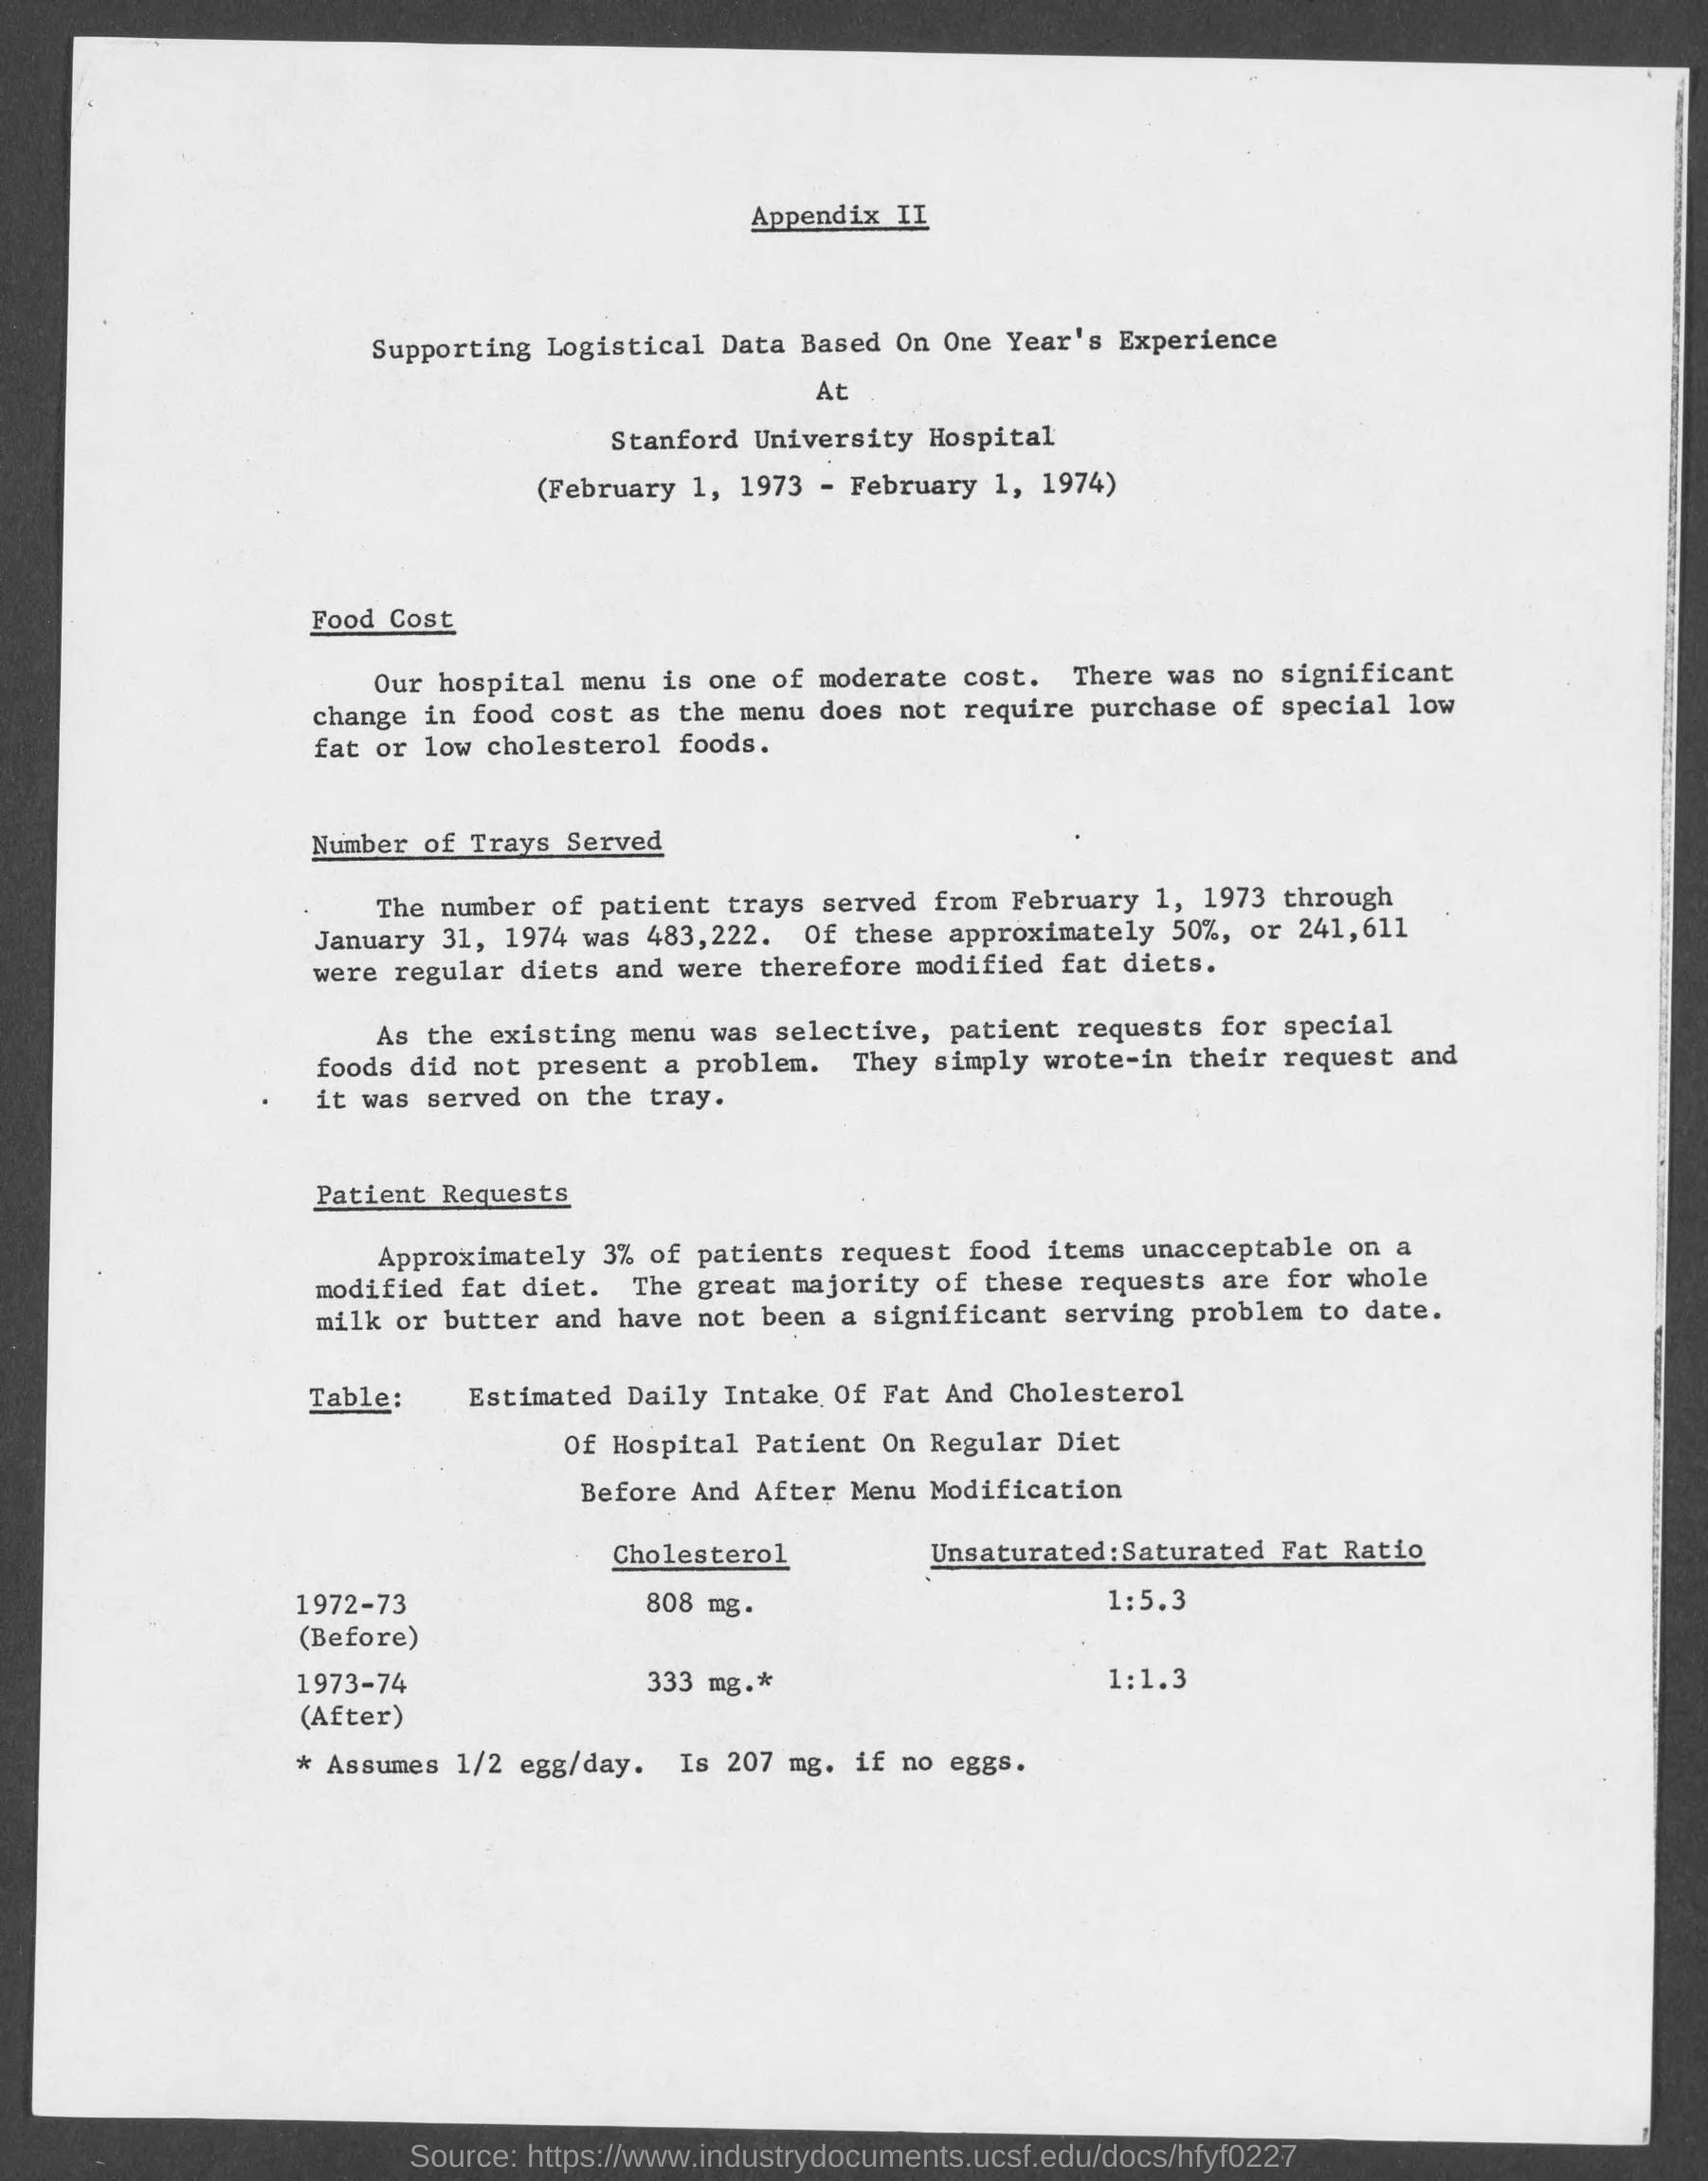 Appendix II
Supporting Logistical Data Based On One Year's Experience
At
Stanford University Hospital
(February 1, 1973 - February 1, 1974)
Food Cost
Our hospital menu is one of moderate cost. There was no significant
change in food cost as the menu does not require purchase of special low
fat or low cholesterol foods.
Number of Trays Served
The number of patient trays served from February 1, 1973 through
January 31, 1974 was 483,222. Of these approximately 50%, or 241,611
were regular diets and were therefore modified fat diets.
As the existing menu was selective, patient requests for special
foods did not present a problem. They simply wrote-in their request and
it was served on the tray.
Patient Requests
Approximately 3% of patients request food items unacceptable on a
modified fat diet. The great majority of these requests are for whole
milk or butter and have not been a significant serving problem to date.
Table: Estimated Daily Intake Of Fat And Cholesterol
Of Hospital Patient On Regular Diet
Before And After Menu Modification
Cholesterol Unsaturated:Saturated Fat Ratio
1972-73 808 mg. 1:5.3
(Before)
1973-74 333 mg.* 1:1.3
(After)
* Assumes 1/2 egg/day. Is 207 mg. if no eggs.
Source: https://www.industrydocuments.ucsf.edu/docs/hfyf0227